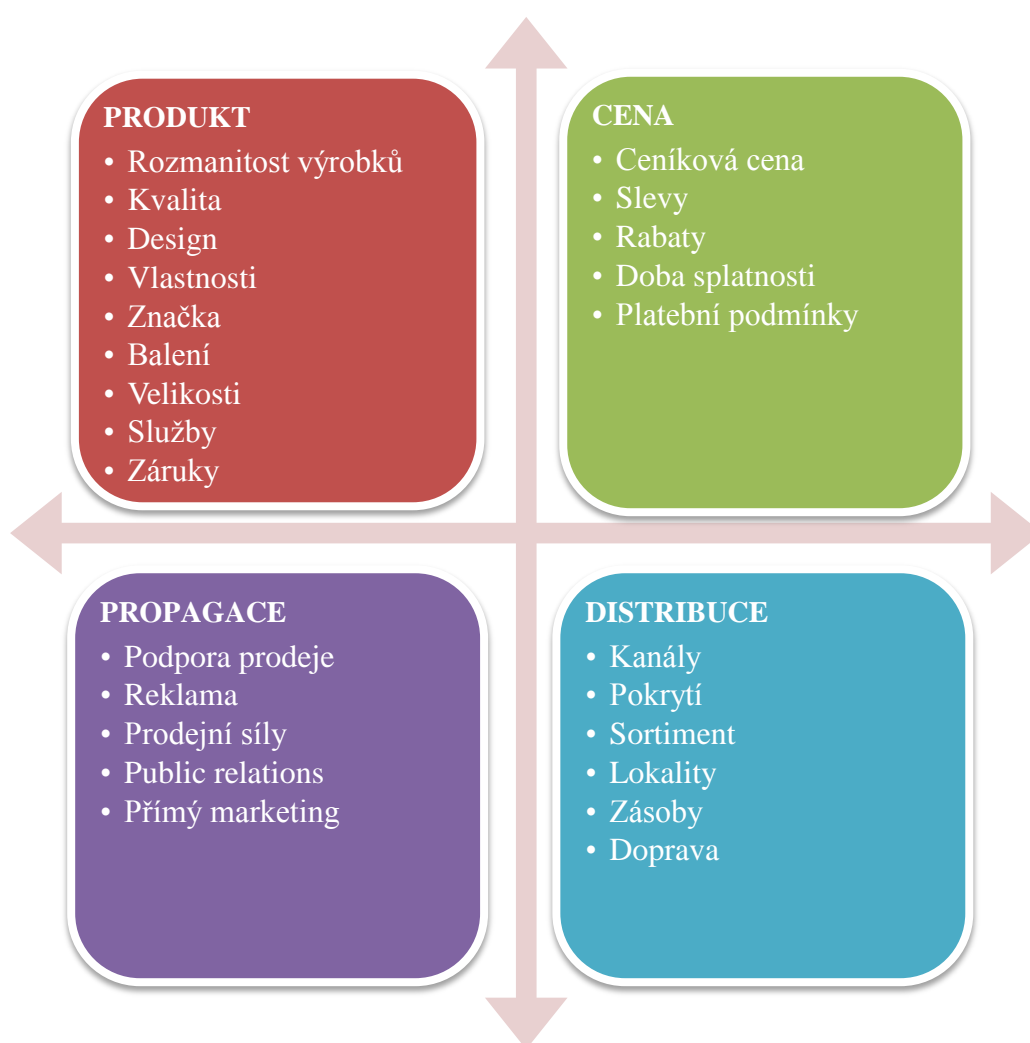 PRODUKT
• Rozmanitost výrobků
• Kvalita
• Design
• Vlastnosti
• Značka
• Balení
• Velikosti
• Služby
• Záruky
CENA
• Ceníková cena
• Slevy
• Rabaty
• Doba splatnosti
• Platební podmínky
PROPAGACE
• Podpora prodeje
• Reklama
• Prodejní síly
• Public relations
• Přímý marketing
DISTRIBUCE
• Kanály
• Pokrytí
• Sortiment
• Lokality
• Zásoby
• Doprava